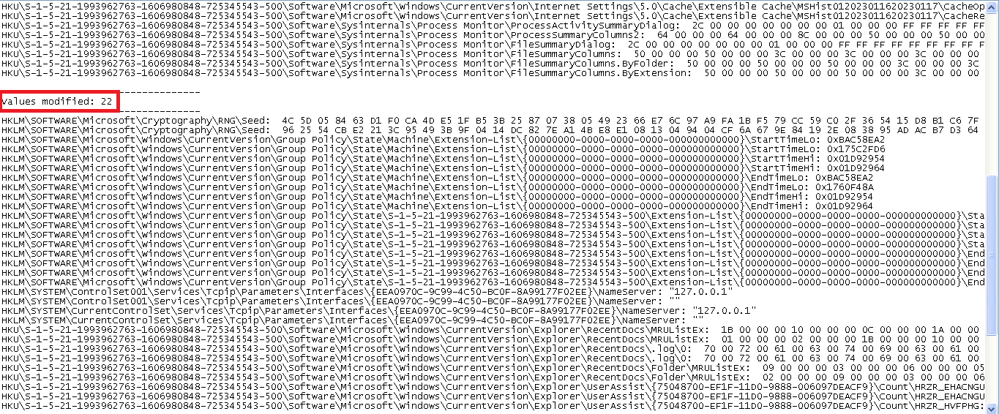 HKU\S-1-5-21-1993962763-1606980848-725345543-500\Software\Microsoft\Windows\CurrentVersion\Internet Settings\5.0\Cache\Extensible Cache\MSHist012023011620230117\CacheOp
HKU\S-1-5-21-1993962763-1606980848-725345543-500\Software\Microsoft\Windows\CurrentVersion\Internet Settings\5.0\Cache\Extensible Cache\MSHist012023011620230117\CacheRe
HKU\S-1-5-21-1993962763-1606980848-725345543-500\Software\Sysinternals\Process Monitor\ProcessActivitySummaryDialog:  2C 00 00 00 00 00 00 00 01 00 00 00 FF FF FF FF FF
HKU\S-1-5-21-1993962763-1606980848-725345543-500\Software\Sysinternals\Process Monitor\ProcessSummaryColumns2:  64 00 00 00 64 00 00 00 8C 00 00 00 50 00 00 00 50 00 00
HKU\S-1-5-21-1993962763-1606980848-725345543-500\Software\Sysinternals\Process Monitor\FileSummaryDialog:  2C 00 00 00 00 00 00 00 01 00 00 00 FF FF FF FF FF FF FF FF
HKU\S-1-5-21-1993962763-1606980848-725345543-500\Software\Sysinternals\Process Monitor\FileSummaryColumns:  50 00 00 00 50 00 00 00 3C 00 00 00 3C 00 00 00 3C 00 00 00
HKU\S-1-5-21-1993962763-1606980848-725345543-500\Software\Sysinternals\Process Monitor\FileSummaryColumns.ByFolder:  50 00 00 00 50 00 00 00 50 00 00 00 3C 00 00 00 3C
HKU\S-1-5-21-1993962763-1606980848-725345543-500\Software\Sysinternals\Process Monitor\FileSummaryColumns.ByExtension:  50 00 00 00 50 00 00 00 3C 00 00 00
----------------------------------
Values modified: 22
----------------------------------
HKLM\SOFTWARE\Microsoft\Cryptography\RNG\Seed:  4C 5D 05 84 63 D1 F0 CA 4D E5 1F B5 3B 25 87 07 38 05 49 23 66 E7 6C 97 A9 FA 1B F5 79 CC 59 C0 2F 36 54 15 D8 B1 C6 7F
HKLM\SOFTWARE\Microsoft\Cryptography\RNG\Seed:  96 25 54 CB E2 21 3C 95 49 3B 9F 04 14 DC 82 7E A1 4B E8 E1 08 13 04 94 04 CF 6A 67 9E 84 12 0E 08 38 95 AD AC B7 D3 64
HKLM\SOFTWARE\Microsoft\Windows\CurrentVersion\Group Policy\State\Machine\Extension-List\{00000000-0000-0000-0000-000000000000}\StartTimeLo: 0xBAC58EA2
HKLM\SOFTWARE\Microsoft\Windows\CurrentVersion\Group Policy\State\Machine\Extension-List\{00000000-0000-0000-0000-000000000000}\StartTimeLo: 0x175C2FD6
HKLM\SOFTWARE\Microsoft\Windows\CurrentVersion\Group Policy\State\Machine\Extension-List\{00000000-0000-0000-0000-000000000000}\StartTimeHi: 0x01D92954
HKLM\SOFTWARE\Microsoft\Windows\CurrentVersion\Group Policy\State\Machine\Extension-List\{00000000-0000-0000-0000-000000000000}\StartTimeHi: 0x01D92964
HKLM\SOFTWARE\Microsoft\Windows\CurrentVersion\Group Policy\State\Machine\Extension-List\{00000000-0000-0000-0000-000000000000}\EndTimeLo: 0xBAC58EA2
HKLM\SOFTWARE\Microsoft\Windows\CurrentVersion\Group Policy\State\Machine\Extension-List\{00000000-0000-0000-0000-000000000000}\EndTimeLo: 0x1760F48A
HKLM\SOFTWARE\Microsoft\Windows\CurrentVersion\Group Policy\State\Machine\Extension-List\{00000000-0000-0000-0000-000000000000}\EndTimeHi: 0x01D92954
HKLM\SOFTWARE\Microsoft\Windows\CurrentVersion\Group Policy\State\Machine\Extension-List\{00000000-0000-0000-0000-000000000000}\EndTimeHi: 0x01D92964
HKLM\SOFTWARE\Microsoft\Windows\CurrentVersion\Group Policy\State\S-1-5-21-1993962763-1606980848-725345543-500\Extension-List\{00000000-0000-0000-0000-000000000000}\Sta
HKLM\SOFTWARE\Microsoft\Windows\CurrentVersion\Group Policy\State\S-1-5-21-1993962763-1606980848-725345543-500\Extension-List\{00000000-0000-0000-0000-000000000000}\Sta
HKLM\SOFTWARE\Microsoft\Windows\CurrentVersion\Group Policy\State\S-1-5-21-1993962763-1606980848-725345543-500\Extension-List\{00000000-0000-0000-0000-000000000000}\Sta
HKLM\SOFTWARE\Microsoft\Windows\CurrentVersion\Group Policy\State\S-1-5-21-1993962763-1606980848-725345543-500\Extension-List\{00000000-0000-0000-0000-000000000000}\Sta
HKLM\SOFTWARE\Microsoft\Windows\CurrentVersion\Group Policy\State\S-1-5-21-1993962763-1606980848-725345543-500\Extension-List\{00000000-0000-0000-0000-000000000000}\End
HKLM\SOFTWARE\Microsoft\Windows\CurrentVersion\Group Policy\State\S-1-5-21-1993962763-1606980848-725345543-500\Extension-List\{00000000-0000-0000-0000-000000000000}\End
HKLM\SOFTWARE\Microsoft\Windows\CurrentVersion\Group Policy\State\S-1-5-21-1993962763-1606980848-725345543-500\Extension-List\{00000000-0000-0000-0000-000000000000}\End
HKLM\SOFTWARE\Microsoft\Windows\CurrentVersion\Group Policy\State\S-1-5-21-1993962763-1606980848-725345543-500\Extension-List\{00000000-0000-0000-0000-000000000000}\End
HKLM\SYSTEM\ControlSet001\Services\Tcpip\Parameters\Interfaces\{EEA0970C-9C99-4C50-BC0F-8A99177F02EE}\NameServer: "127.0.0.1"
HKLM\SYSTEM\ControlSet001\Services\Tcpip\Parameters\Interfaces\{EEA0970C-9C99-4C50-BC0F-8A99177F02EE}\NameServer: ""
HKLM\SYSTEM\CurrentControlSet\Services\Tcpip\Parameters\Interfaces\{EEA0970C-9C99-4C50-BC0F-8A99177F02EE}\NameServer: "127.0.0.1"
HKLM\SYSTEM\CurrentControlSet\Services\Tcpip\Parameters\Interfaces\{EEA0970C-9C99-4C50-BC0F-8A99177F02EE}\NameServer: ""
HKU\S-1-5-21-1993962763-1606980848-725345543-500\Software\Microsoft\Windows\CurrentVersion\Explorer\RecentDocs\MRUListEx:  1B 00 00 00 10 00 00 00 0C 00 00 00 1A 00 00
HKU\S-1-5-21-1993962763-1606980848-725345543-500\Software\Microsoft\Windows\CurrentVersion\Explorer\RecentDocs\MRUListEx:  01 00 00 00 02 00 00 00 1B 00 00 00 10 00 00
HKU\S-1-5-21-1993962763-1606980848-725345543-500\Software\Microsoft\Windows\CurrentVersion\Explorer\RecentDocs\.log\0:  70 00 72 00 61 00 63 00 74 00 69 00 63 00 61 00
HKU\S-1-5-21-1993962763-1606980848-725345543-500\Software\Microsoft\Windows\CurrentVersion\Explorer\RecentDocs\.log\0:  70 00 72 00 61 00 63 00 74 00 69 00 63 00 61 00
HKU\S-1-5-21-1993962763-1606980848-725345543-500\Software\Microsoft\Windows\CurrentVersion\Explorer\RecentDocs\Folder\MRUListEx:  09 00 00 00 03 00 00 00 06 00 00 00 05
HKU\S-1-5-21-1993962763-1606980848-725345543-500\Software\Microsoft\Windows\CurrentVersion\Explorer\RecentDocs\Folder\MRUListEx:  02 00 00 00 09 00 00 00 03 00 00 00 06
HKU\S-1-5-21-1993962763-1606980848-725345543-500\Software\Microsoft\Windows\CurrentVersion\Explorer\UserAssist\{75048700-EF1F-11D0-9888-006097DEACF9}\Count\HRZR_EHACNGU
HKU\S-1-5-21-1993962763-1606980848-725345543-500\Software\Microsoft\Windows\CurrentVersion\Explorer\UserAssist\{75048700-EF1F-11D0-9888-006097DEACF9}\Count\HRZR_EHACNGU
HKU\S-1-5-21-1993962763-1606980848-725345543-500\Software\Microsoft\Windows\CurrentVersion\Explorer\UserAssist\{75048700-EF1F-11D0-9888-006097DEACF9}\Count\HRZR_HVFPHG: